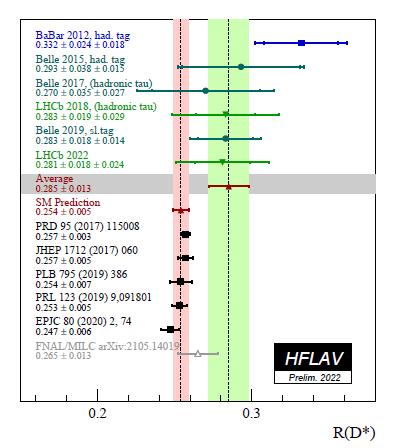 BaBar 2012, had. tag
0.332 ± 0.024 ± 0.018
Belle 2015, had. tag
0.293 ± 0.038 ± 0.015
Belle 2017, (hadronic tau)
0.270 ± 0.035 ± 0.027
LHCb 2018, (hadronic tau)
0.283 ± 0.019 ± 0.029
Belle 2019, sl.tag
0.283 ± 0.018 ± 0.014
LHCb 2022
0.281 ± 0.018 ± 0.024
Average
0.285 ± 0.013
SM Prediction
0.254 ± 0.005
PRD 95 (2017) 115008
0.257 ± 0.003
JHEP 1712 (2017) 060
0.257 ± 0.005
PLB 795 (2019) 386
0.254 ± 0.007
PRL 123 (2019) 9,091801
0.253 ± 0.005
EPJC 80 (2020) 2, 74
0.247 ± 0.006
FNAL/MILC arXiv:2105.14019
0.265 ± 0.013
HFLAV
Prelim. 2022
0.2 0.3
R(D*)